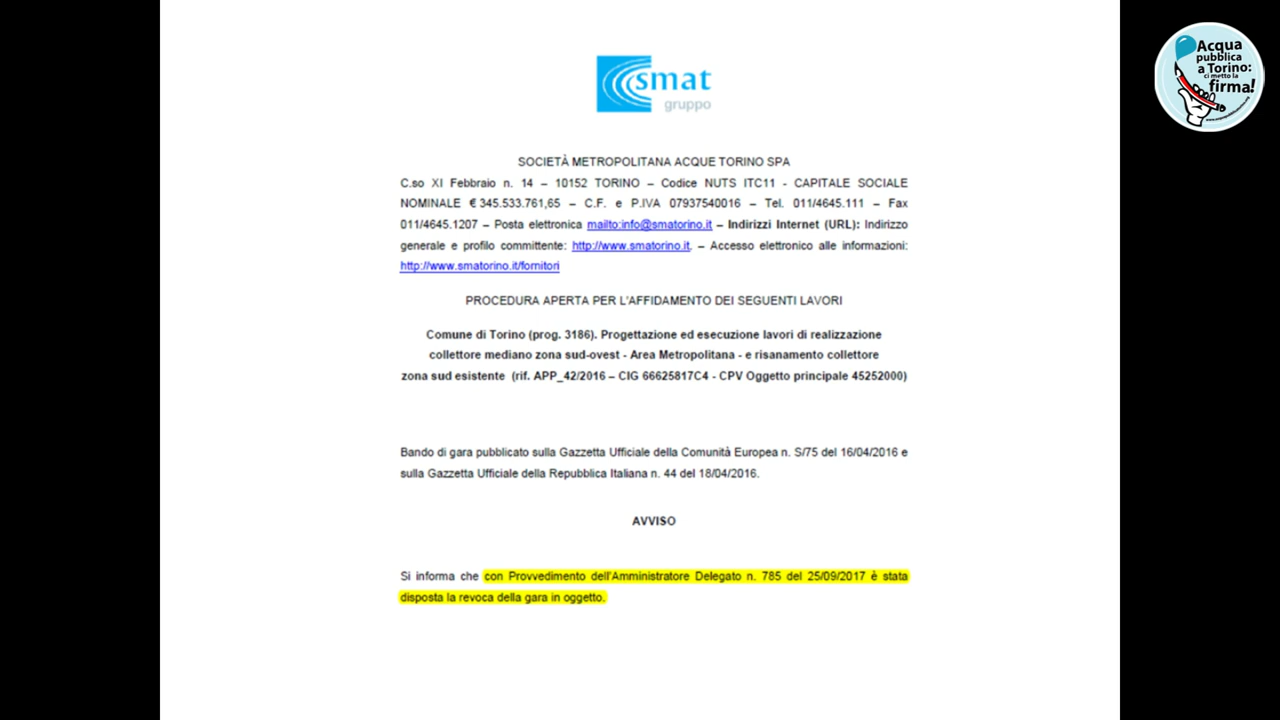 smat
gruppo
SOCIETÀ METROPOLITANA ACQUE TORINO SPA
C.so XI Febbraio n. 14 – 10152 TORINO – Codice NUTS ITC11 - CAPITALE SOCIALE
NOMINALE € 345.533.761,65 – C.F. e P.IVA 07937540016 – Tel. 011/4645.111 – Fax
011/4645.1207 – Posta elettronica mailto:info@smatorino.it – Indirizzi Internet (URL): Indirizzo
generale e profilo committente: http://www.smatorino.it. – Accesso elettronico alle informazioni:
http://www.smatorino.it/fornitori
PROCEDURA APERTA PER L'AFFIDAMENTO DEI SEGUENTI LAVORI
Comune di Torino (prog. 3186). Progettazione ed esecuzione lavori di realizzazione
collettore mediano zona sud-ovest - Area Metropolitana - e risanamento collettore
zona sud esistente (rif. APP_42/2016 – CIG 66625817C4 - CPV Oggetto principale 45252000)
Bando di gara pubblicato sulla Gazzetta Ufficiale della Comunità Europea n. S/75 del 16/04/2016 e
sulla Gazzetta Ufficiale della Repubblica Italiana n. 44 del 18/04/2016.
AVVISO
Si informa che con Provvedimento dell'Amministratore Delegato n. 785 del 25/09/2017 è stata
disposta la revoca della gara in oggetto.
Acqua
pubblica
a Torino:
ci metto la
firma!